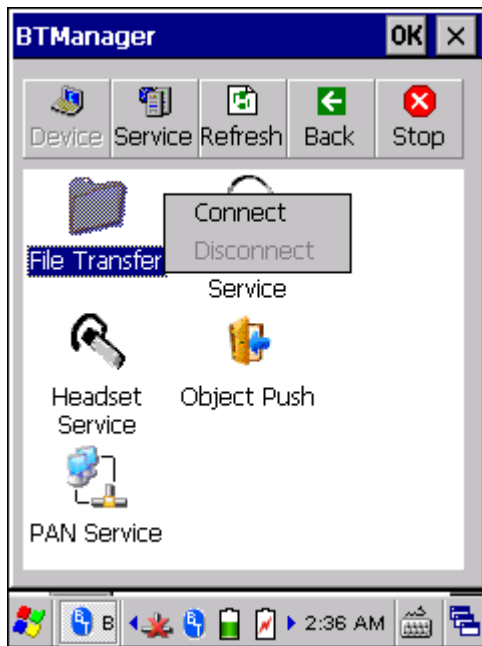 BTManager OK
Device Service Refresh Back Stop
Connect
Disconnect
File Transfer
Service
Headset Service
Object Push
PAN Service
B 2:36 AM